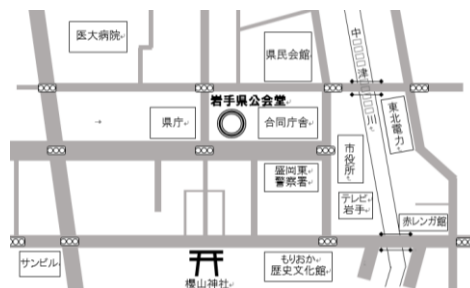 医大病院
県民会館
中津川
岩手県公会堂
県庁
合同庁舎
東北電力
市役所
盛岡東
警察署
テレビ
岩手
赤レンガ館
サンビル
櫻山神社
もりおか
歴史文化館